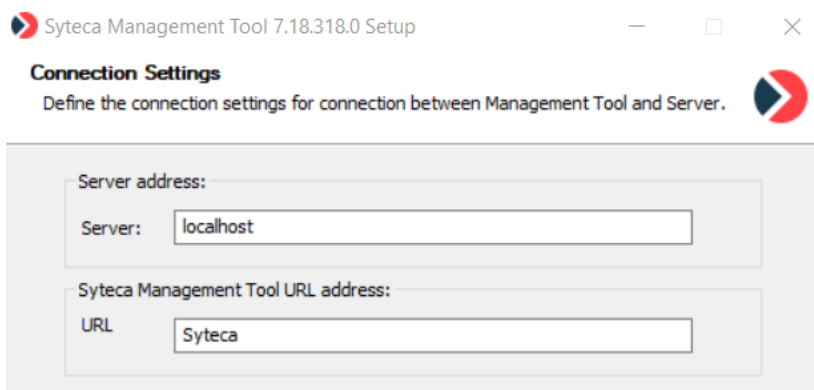 Syteca Management Tool 7.18.318.0 Setup
Connection Settings
Define the connection settings for connection between Management Tool and Server.
Server address:
Server: localhost
Syteca Management Tool URL address:
URL Syteca